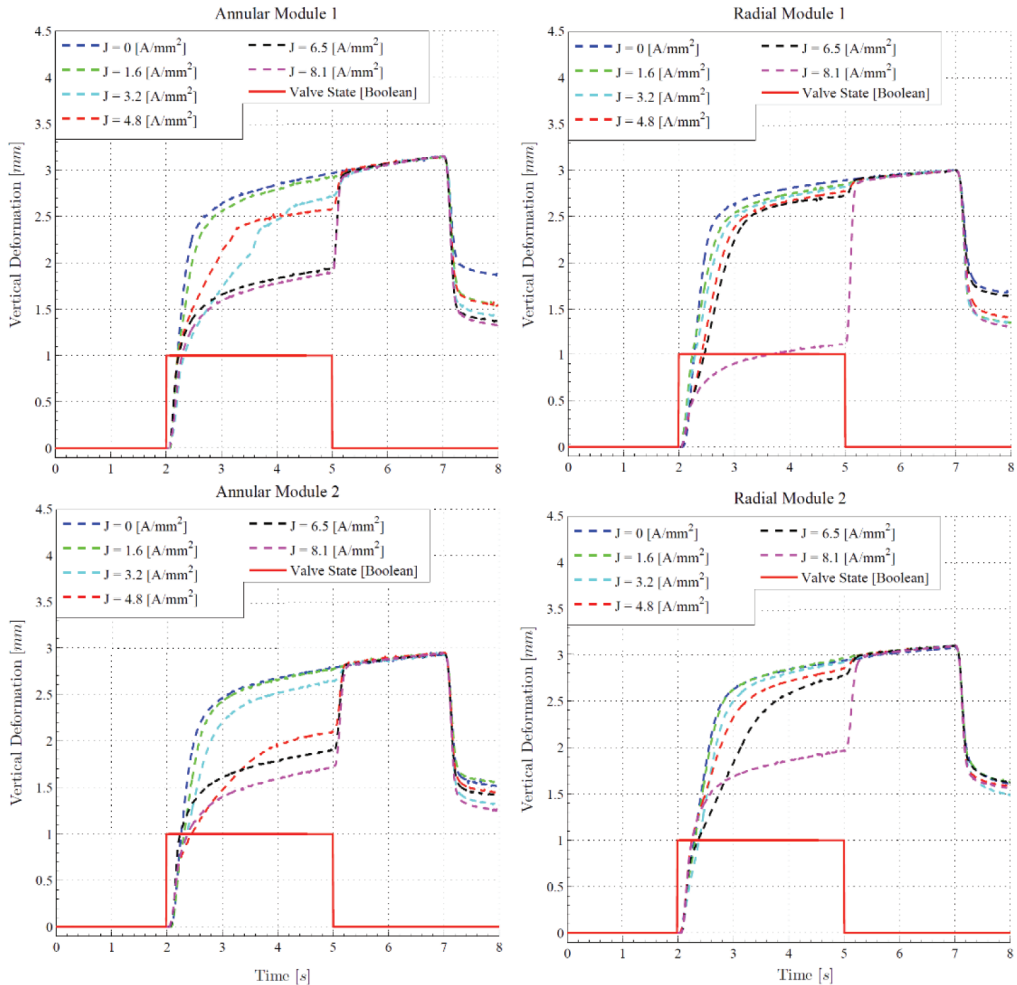 Annular Module 1
J = 0 [A/mm²]
J = 1.6 [A/mm²]
J = 3.2 [A/mm²]
J = 4.8 [A/mm²]
J = 6.5 [A/mm²]
J = 8.1 [A/mm²]
Valve State [Boolean]
Vertical Deformation [mm]
4.5
4
3.5
3
2.5
2
1.5
1
0.5
0
0 1 2 3 4 5 6 7 8
Radial Module 1
J = 0 [A/mm²]
J = 1.6 [A/mm²]
J = 3.2 [A/mm²]
J = 4.8 [A/mm²]
J = 6.5 [A/mm²]
J = 8.1 [A/mm²]
Valve State [Boolean]
Vertical Deformation [mm]
4.5
4
3.5
3
2.5
2
1.5
1
0.5
0
0 1 2 3 4 5 6 7 8
Annular Module 2
J = 0 [A/mm²]
J = 1.6 [A/mm²]
J = 3.2 [A/mm²]
J = 4.8 [A/mm²]
J = 6.5 [A/mm²]
J = 8.1 [A/mm²]
Valve State [Boolean]
Vertical Deformation [mm]
4.5
4
3.5
3
2.5
2
1.5
1
0.5
0
0 1 2 3 4 5 6 7 8
Time [s]
Radial Module 2
J = 0 [A/mm²]
J = 1.6 [A/mm²]
J = 3.2 [A/mm²]
J = 4.8 [A/mm²]
J = 6.5 [A/mm²]
J = 8.1 [A/mm²]
Valve State [Boolean]
Vertical Deformation [mm]
4.5
4
3.5
3
2.5
2
1.5
1
0.5
0
0 1 2 3 4 5 6 7 8
Time [s]